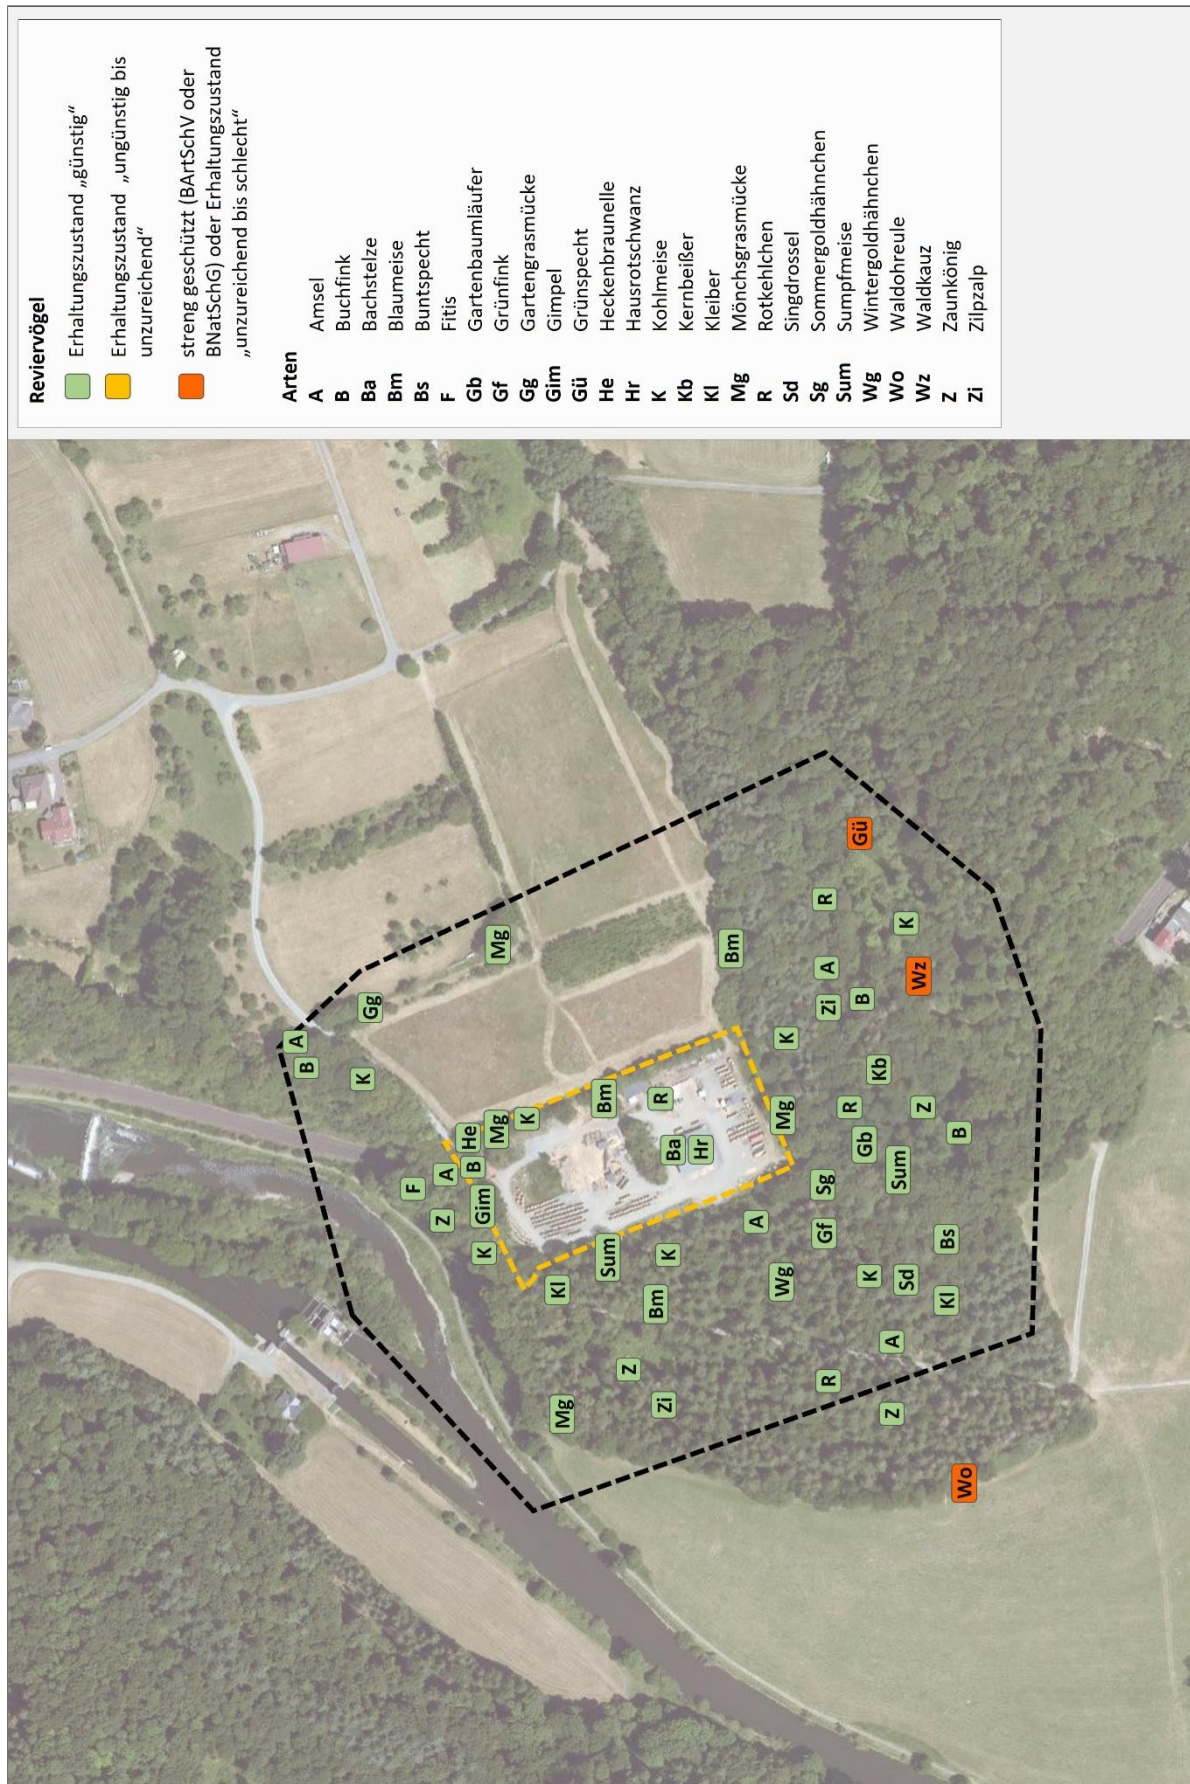 Reviervögel
Erhaltungszustand „günstig“
Erhaltungszustand „ungünstig bis
unzureichend“
streng geschützt (BArtSchV oder
BNatSchG) oder Erhaltungszustand
„unzureichend bis schlecht“
Arten
A Amsel
B Buchfink
Ba Bachstelze
Bm Blaumeise
Bs Buntspecht
F Fitis
Gb Gartenbaumläufer
Gf Grünfink
Gg Gartengrasmücke
Gim Gimpel
Gü Grünspecht
He Heckenbraunelle
Hr Hausrotschwanz
K Kohlmeise
Kb Kernbeißer
Kl Kleiber
Mg Mönchsgrasmücke
R Rotkehlchen
Sd Singdrossel
Sg Sommergoldhähnchen
Sum Sumpfmeise
Wg Wintergoldhähnchen
Wo Waldohreule
Wz Waldkauz
Z Zaunkönig
Zi Zilpzalp
A
B
K
Gg
F
Z
A
He
B
Gim
K
Mg
Mg
K
Kl
Mg
Bm
Sum
Z
Bm
R
Zi
K
Ba
Hr
Bm
A
Wg
Mg
K
Sg
Gf
R
A
R
Zi
R
B
Gü
Gb
K
Kb
A
Z
Sum
K
Sd
Wz
Z
Bs
Kl
B
Wo